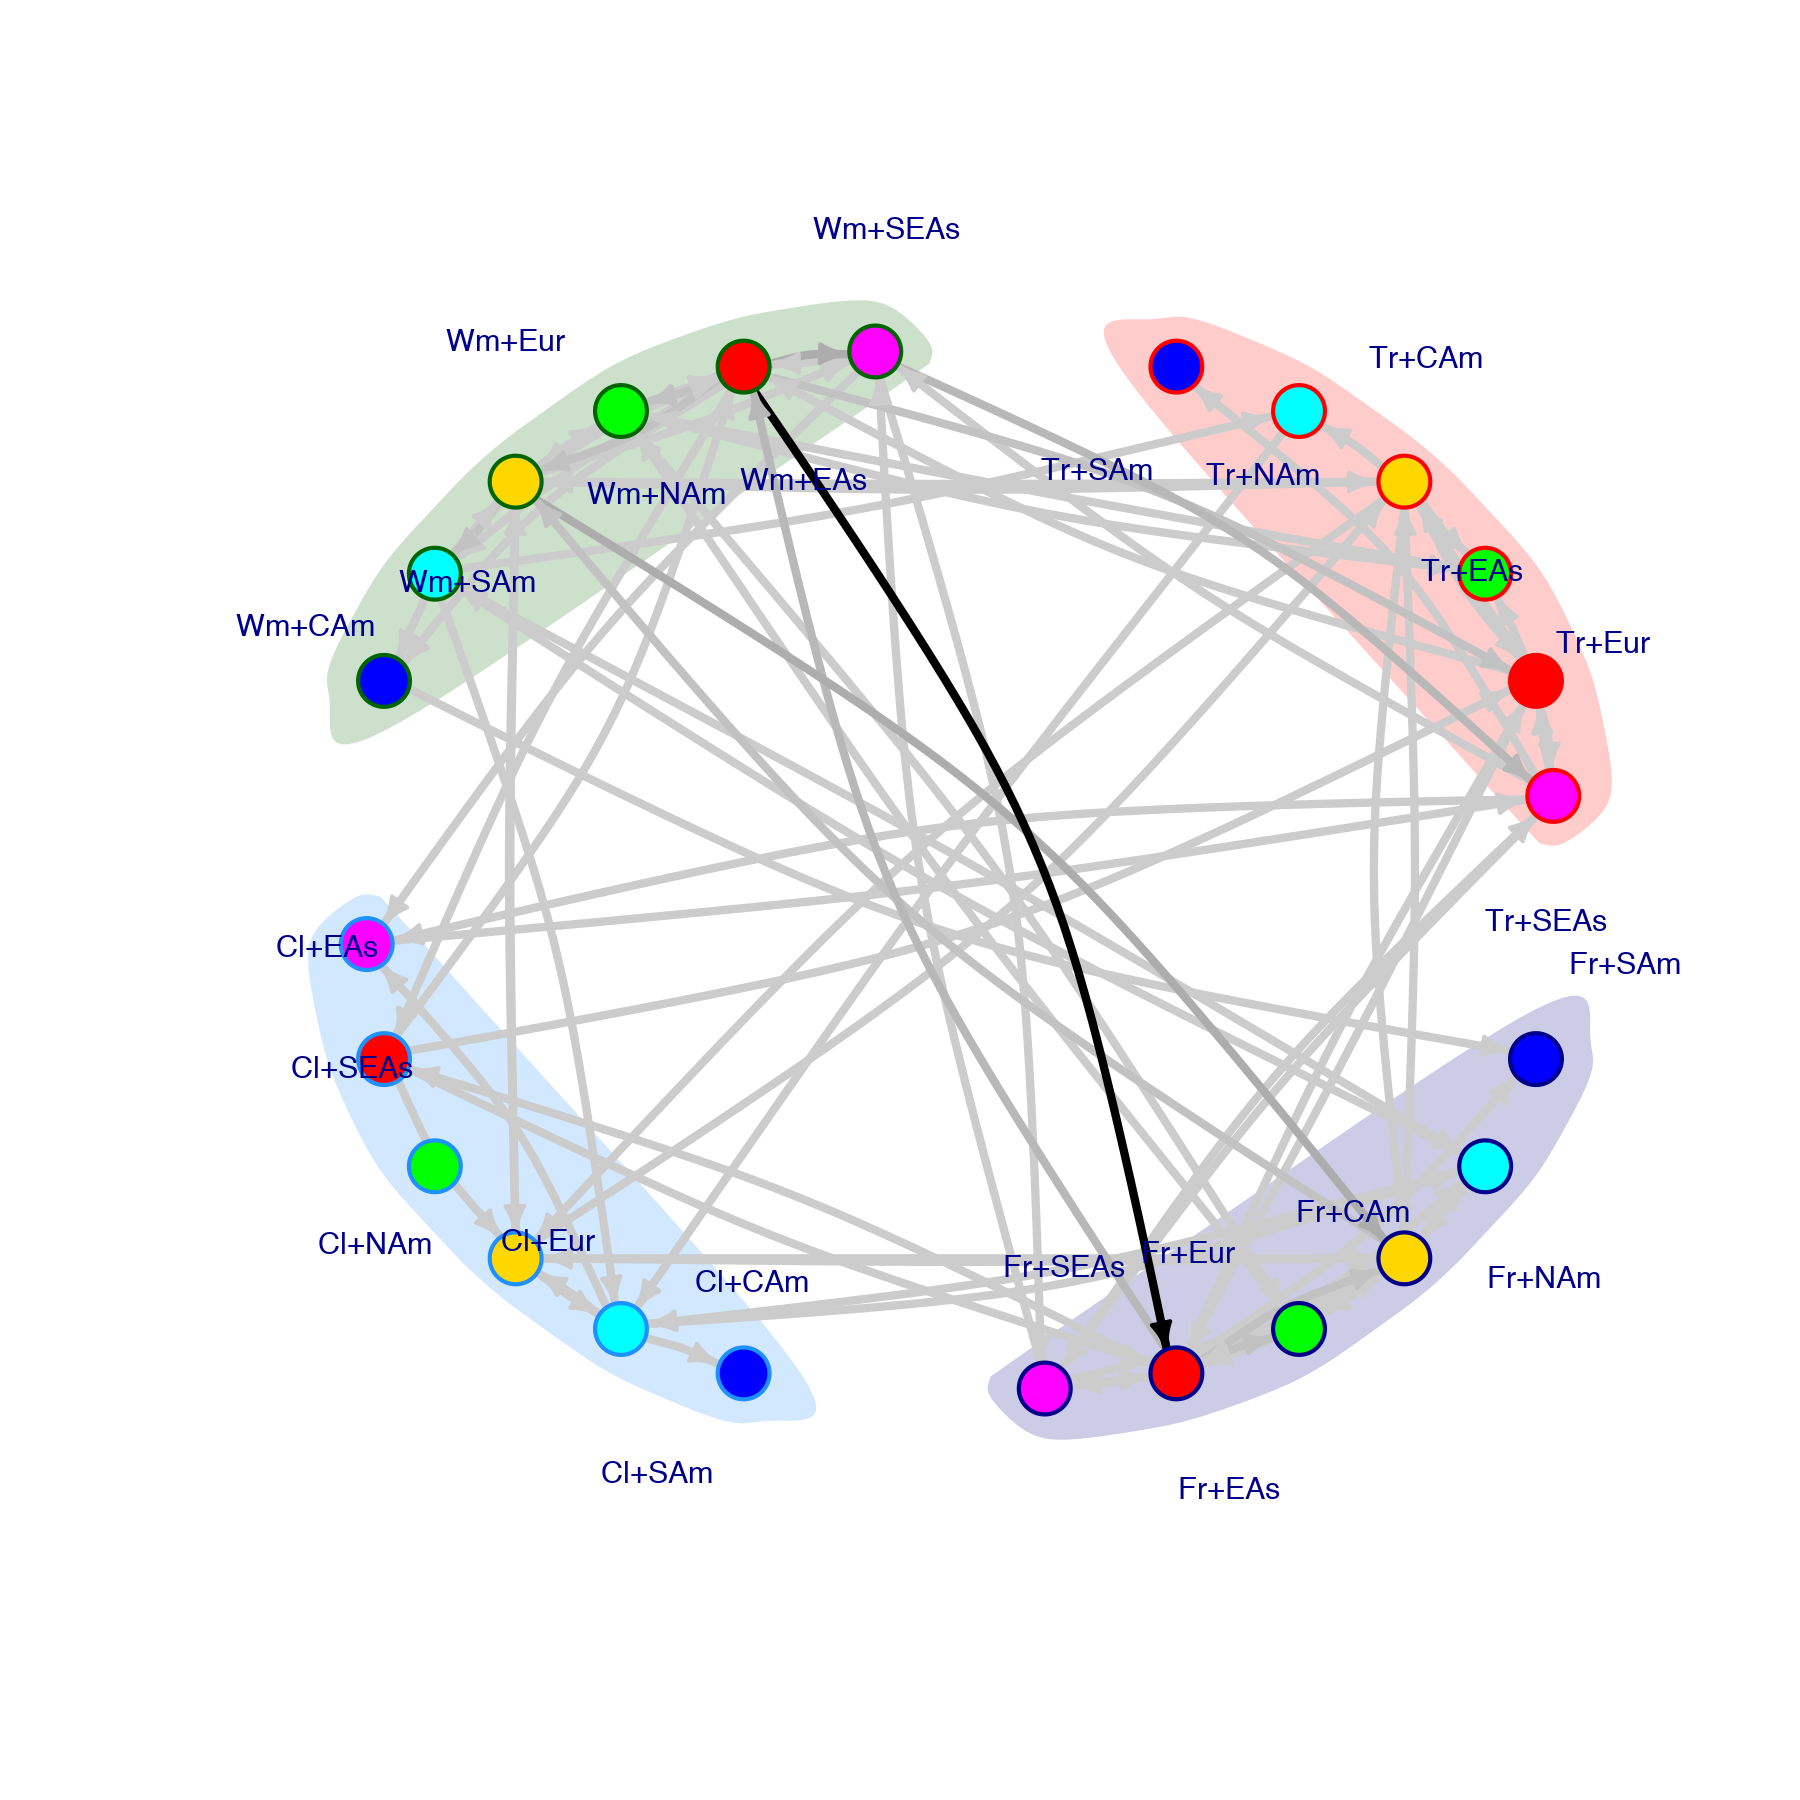 Wm+SEAs
Wm+Eur
Tr+CAm
Tr+SAm
Tr+NAm
Wm+EAs
Wm+NAm
Tr+EAs
Wm+SAm
Wm+CAm
Tr+Eur
Tr+SEAs
Cl+EAs
Fr+SAm
Cl+SEAs
Fr+CAm
Cl+NAm
Cl+Eur
Fr+Eur
Fr+SEAs
Fr+NAm
Cl+CAm
Cl+SAm
Fr+EAs